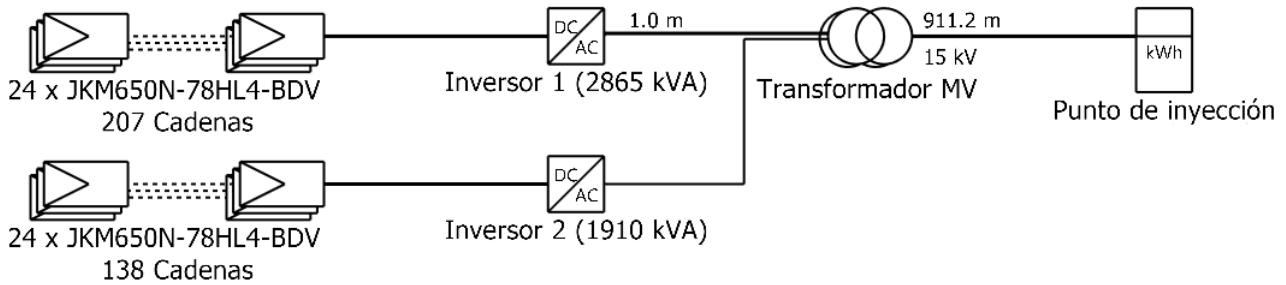 DC
AC
1.0 m
911.2 m
15 kV
kWh
24 x JKM650N-78HL4-BDV
207 Cadenas
Inversor 1 (2865 kVA)
Transformador MV
Punto de inyección
DC
AC
24 x JKM650N-78HL4-BDV
138 Cadenas
Inversor 2 (1910 kVA)